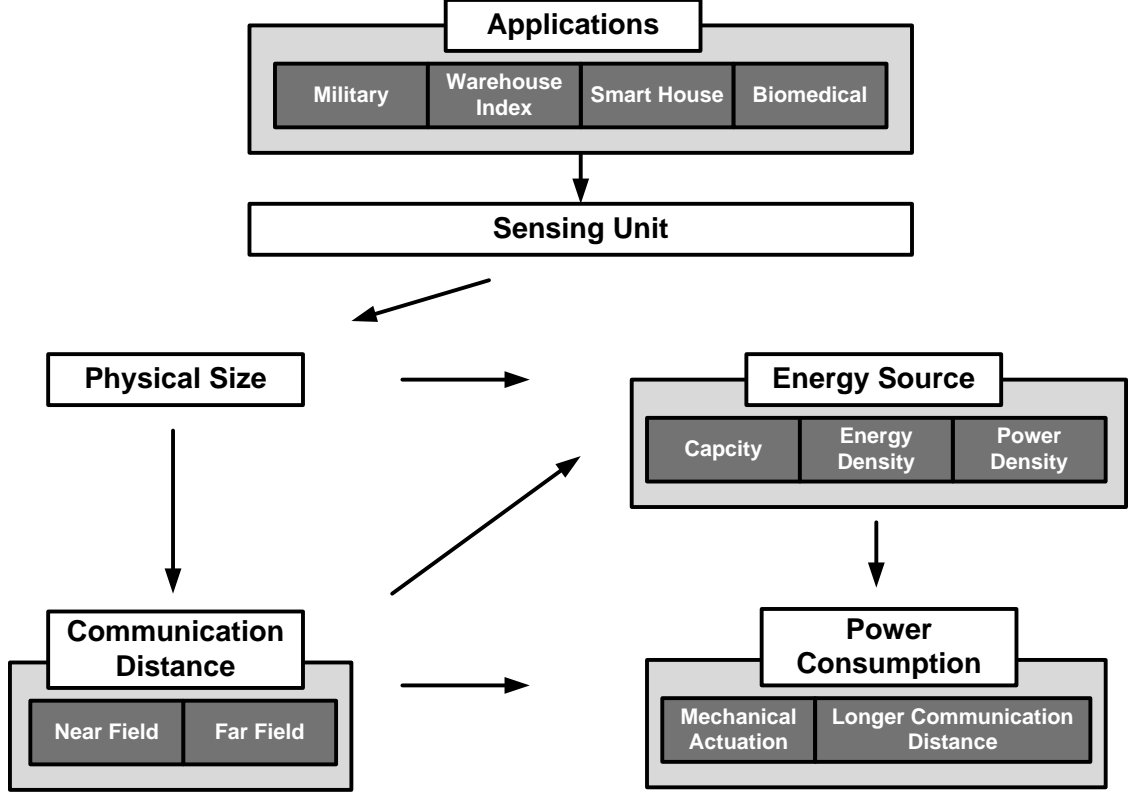 Applications
Military
Warehouse
Index
Smart House
Biomedical
Sensing Unit
Physical Size
Energy Source
Capcity
Energy
Density
Power
Density
Communication
Distance
Near Field
Far Field
Power
Consumption
Mechanical
Actuation
Longer Communication
Distance